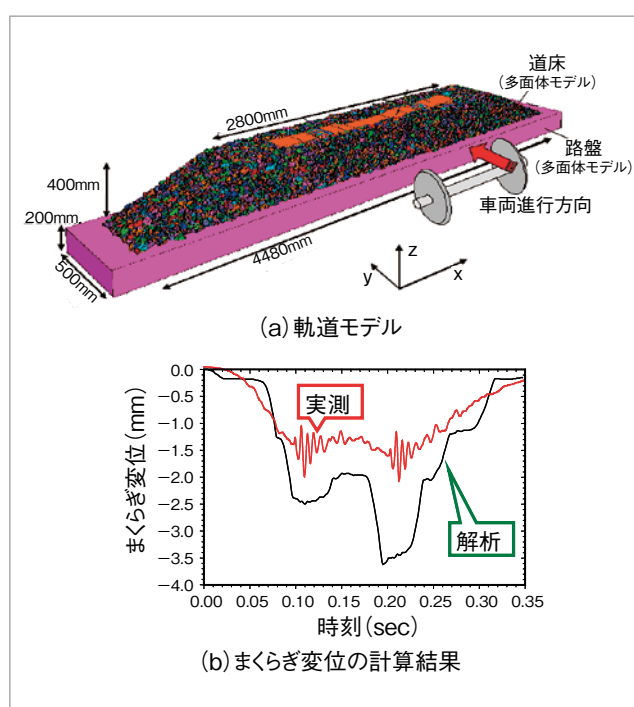 道床
(多面体モデル)
2800mm
路盤
(多面体モデル)
400mm
200mm
車両進行方向
500mm
4480mm
z
y
x
(a)軌道モデル
0.0
−0.5
−1.0
−1.5
−2.0
−2.5
−3.0
−3.5
−4.0
まくらぎ変位(mm)
実測
解析
0.00 0.05 0.10 0.15 0.20 0.25 0.30 0.35
時刻(sec)
(b)まくらぎ変位の計算結果